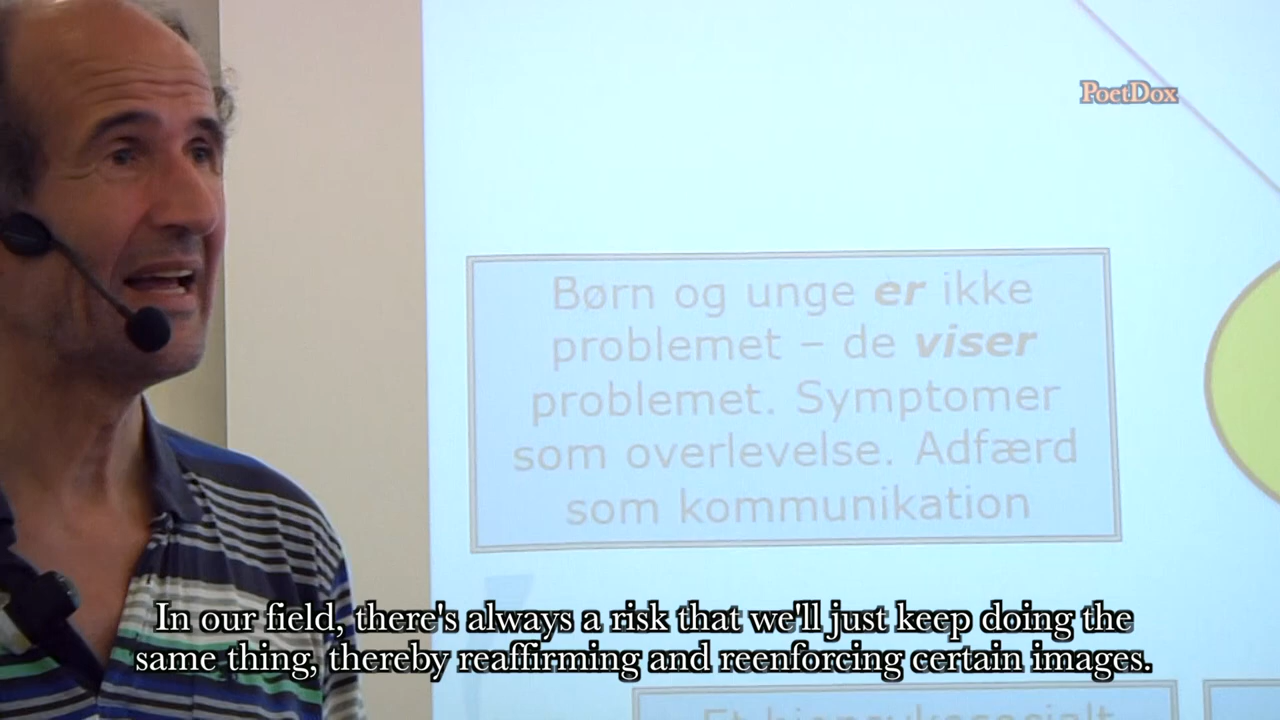 PoetDox
Børn og unge er ikke
problemet – de viser
problemet. Symptomer
som overlevelse. Adfærd
som kommunikation
In our field, there's always a risk that we'll just keep doing the
same thing, thereby reaffirming and reenforcing certain images.
Et